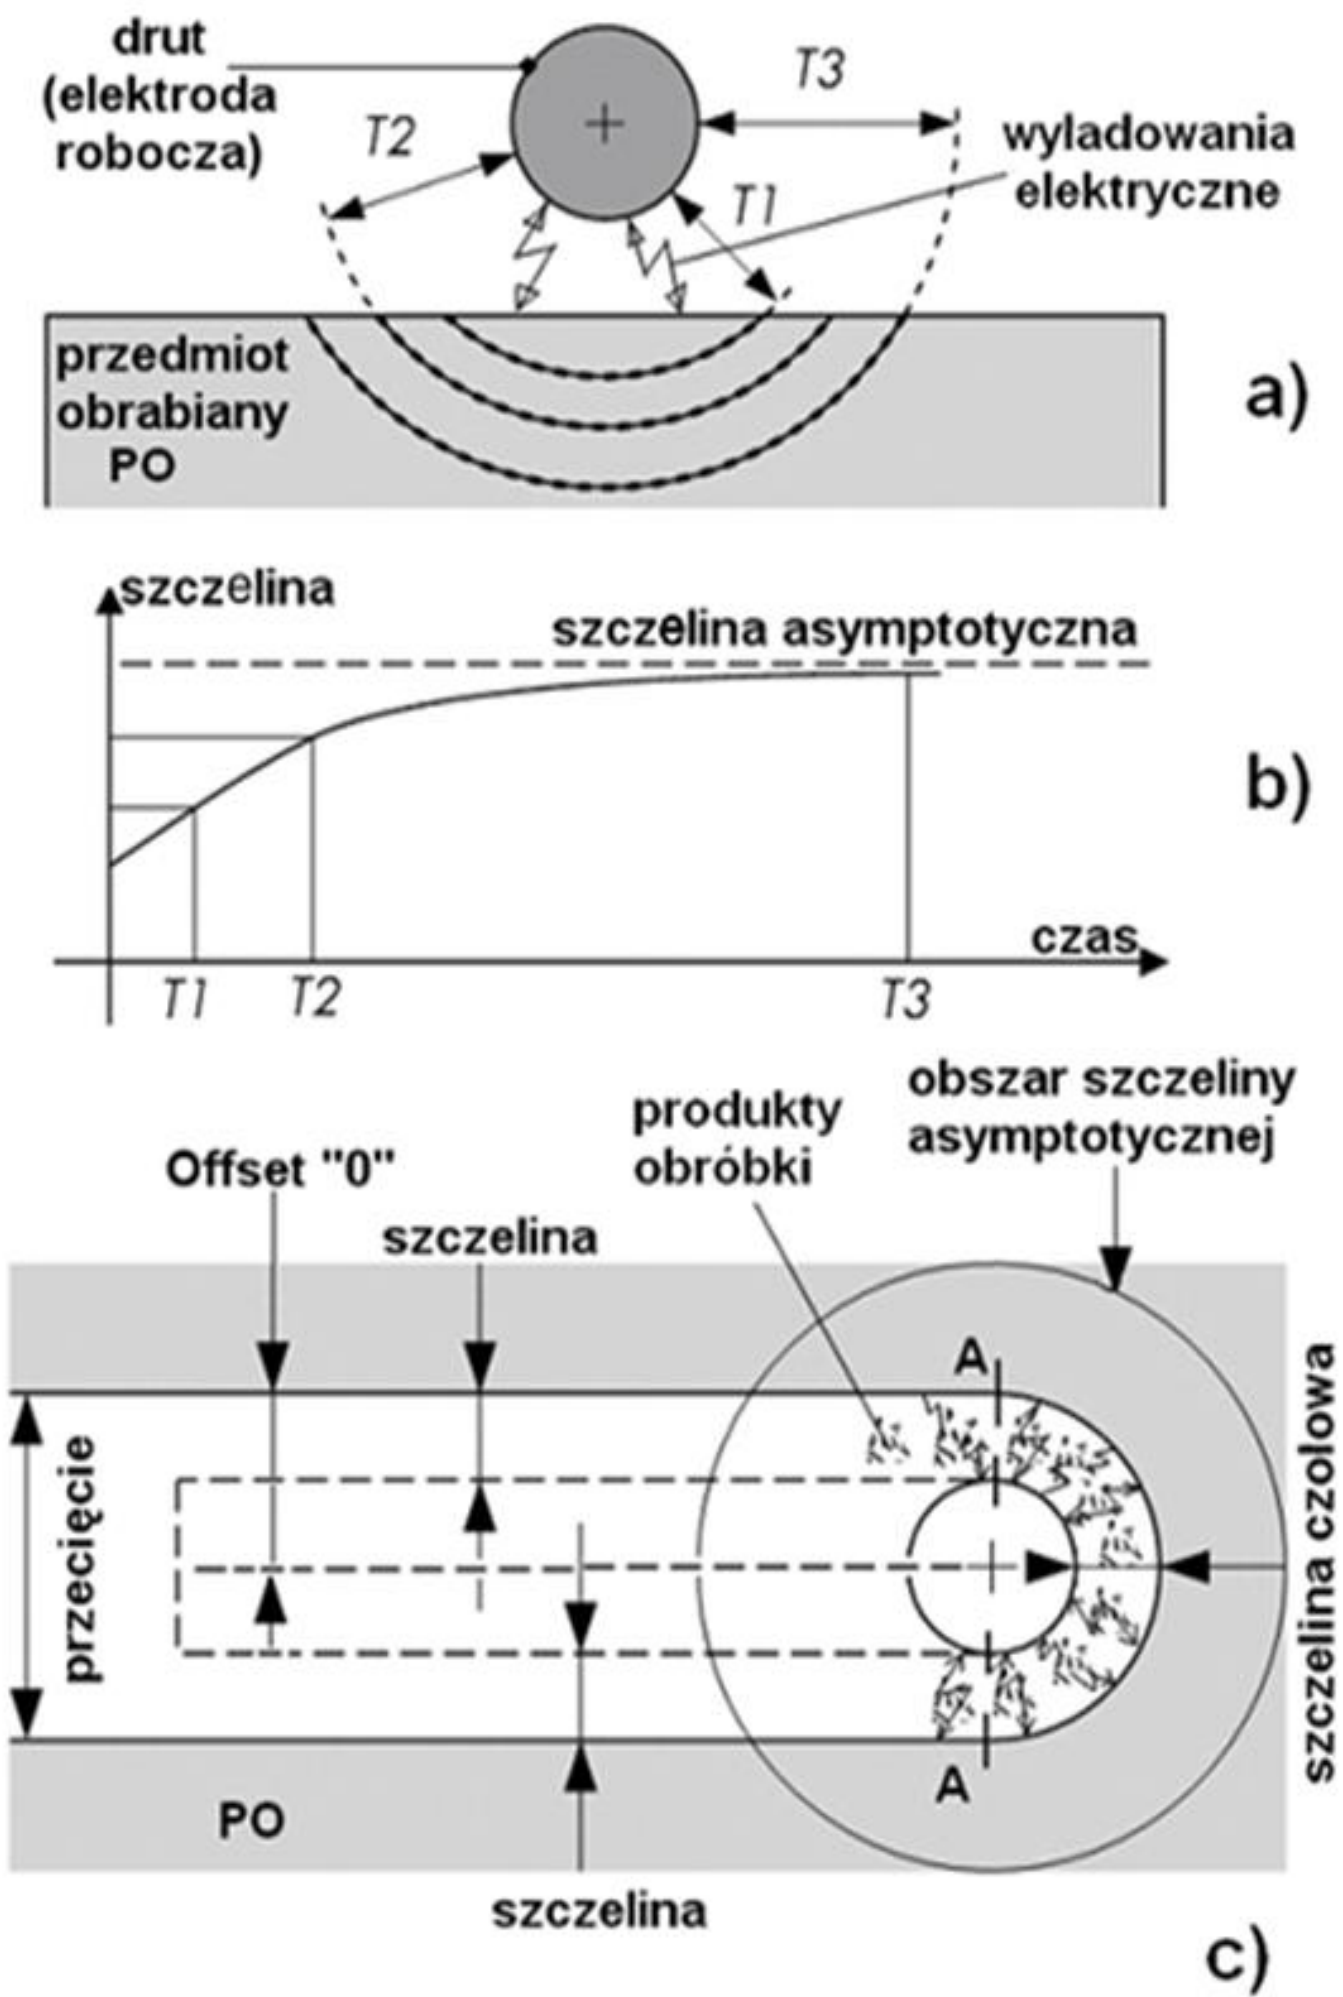 drut
(elektroda
robocza)
T2
T3
wyladowania
elektryczne
T1
przedmiot
obrabiany
PO
a)
szczelina
szczelina asymptotyczna
b)
czas
T1
T2
T3
obszar szczeliny
asymptotycznej
produkty
obróbki
Offset "0"
szczelina
A
przecięcie
szczelina czolowa
A
PO
szczelina
c)